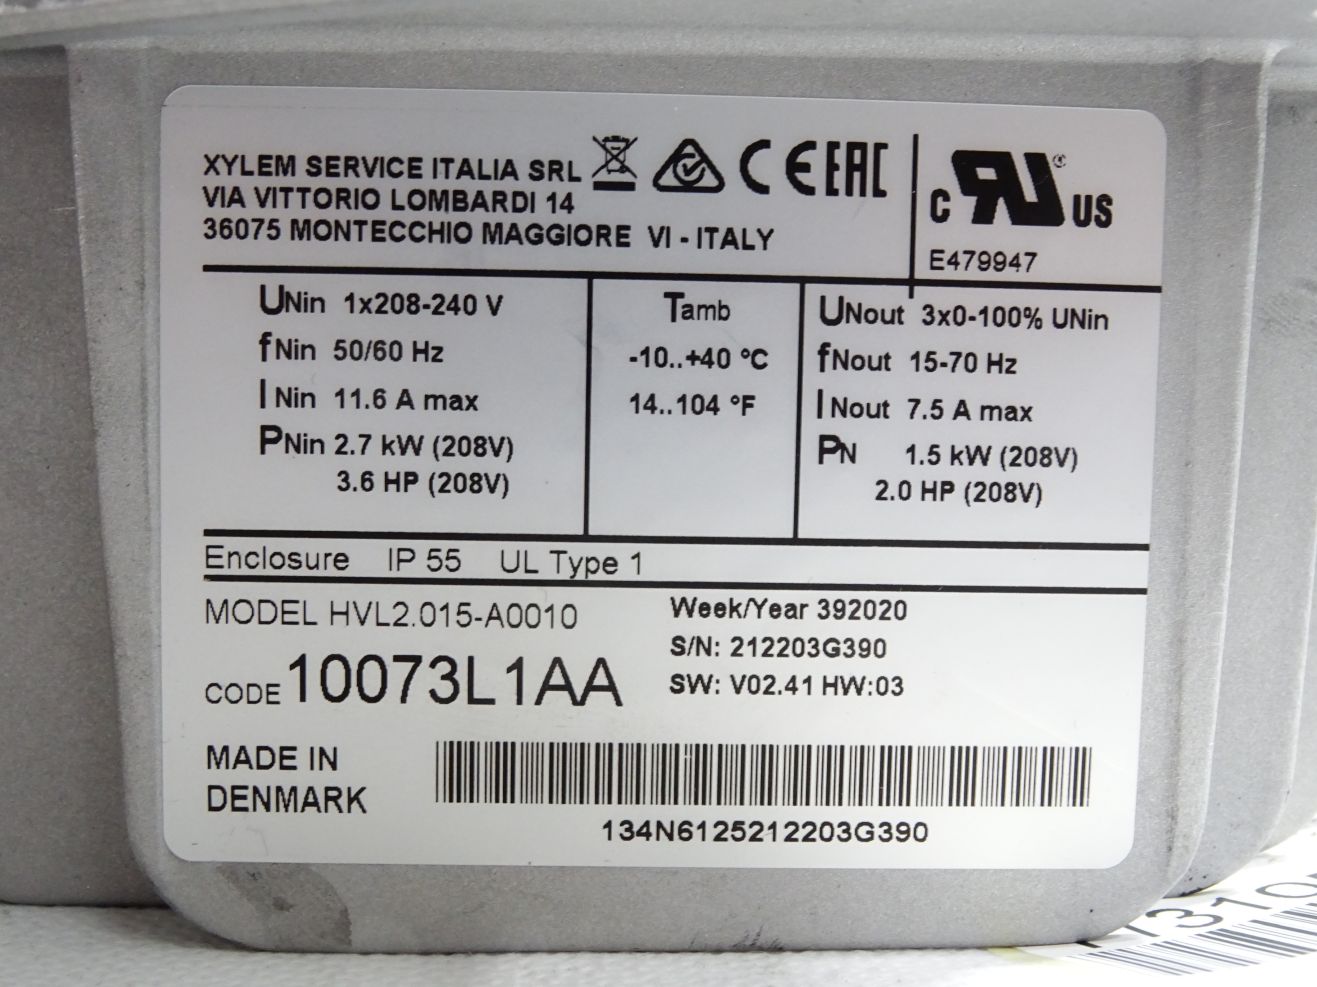 XYLEM SERVICE ITALIA SRL
VIA VITTORIO LOMBARDI 14
36075 MONTECCHIO MAGGIORE VI - ITALY
CE EAC
c RU ® US
E479947
UNin 1x208-240 V
fNin 50/60 Hz
I Nin 11.6 A max
PNin 2.7 kW (208V)
3.6 HP (208V)
Tamb
-10..+40 °C
14..104 °F
UNout 3x0-100% UNin
fNout 15-70 Hz
I Nout 7.5 A max
PN 1.5 kW (208V)
2.0 HP (208V)
Enclosure IP 55 UL Type 1
MODEL HVL2.015-A0010
CODE 10073L1AA
Week/Year 392020
S/N: 212203G390
SW: V02.41 HW:03
MADE IN
DENMARK
134N6125212203G390